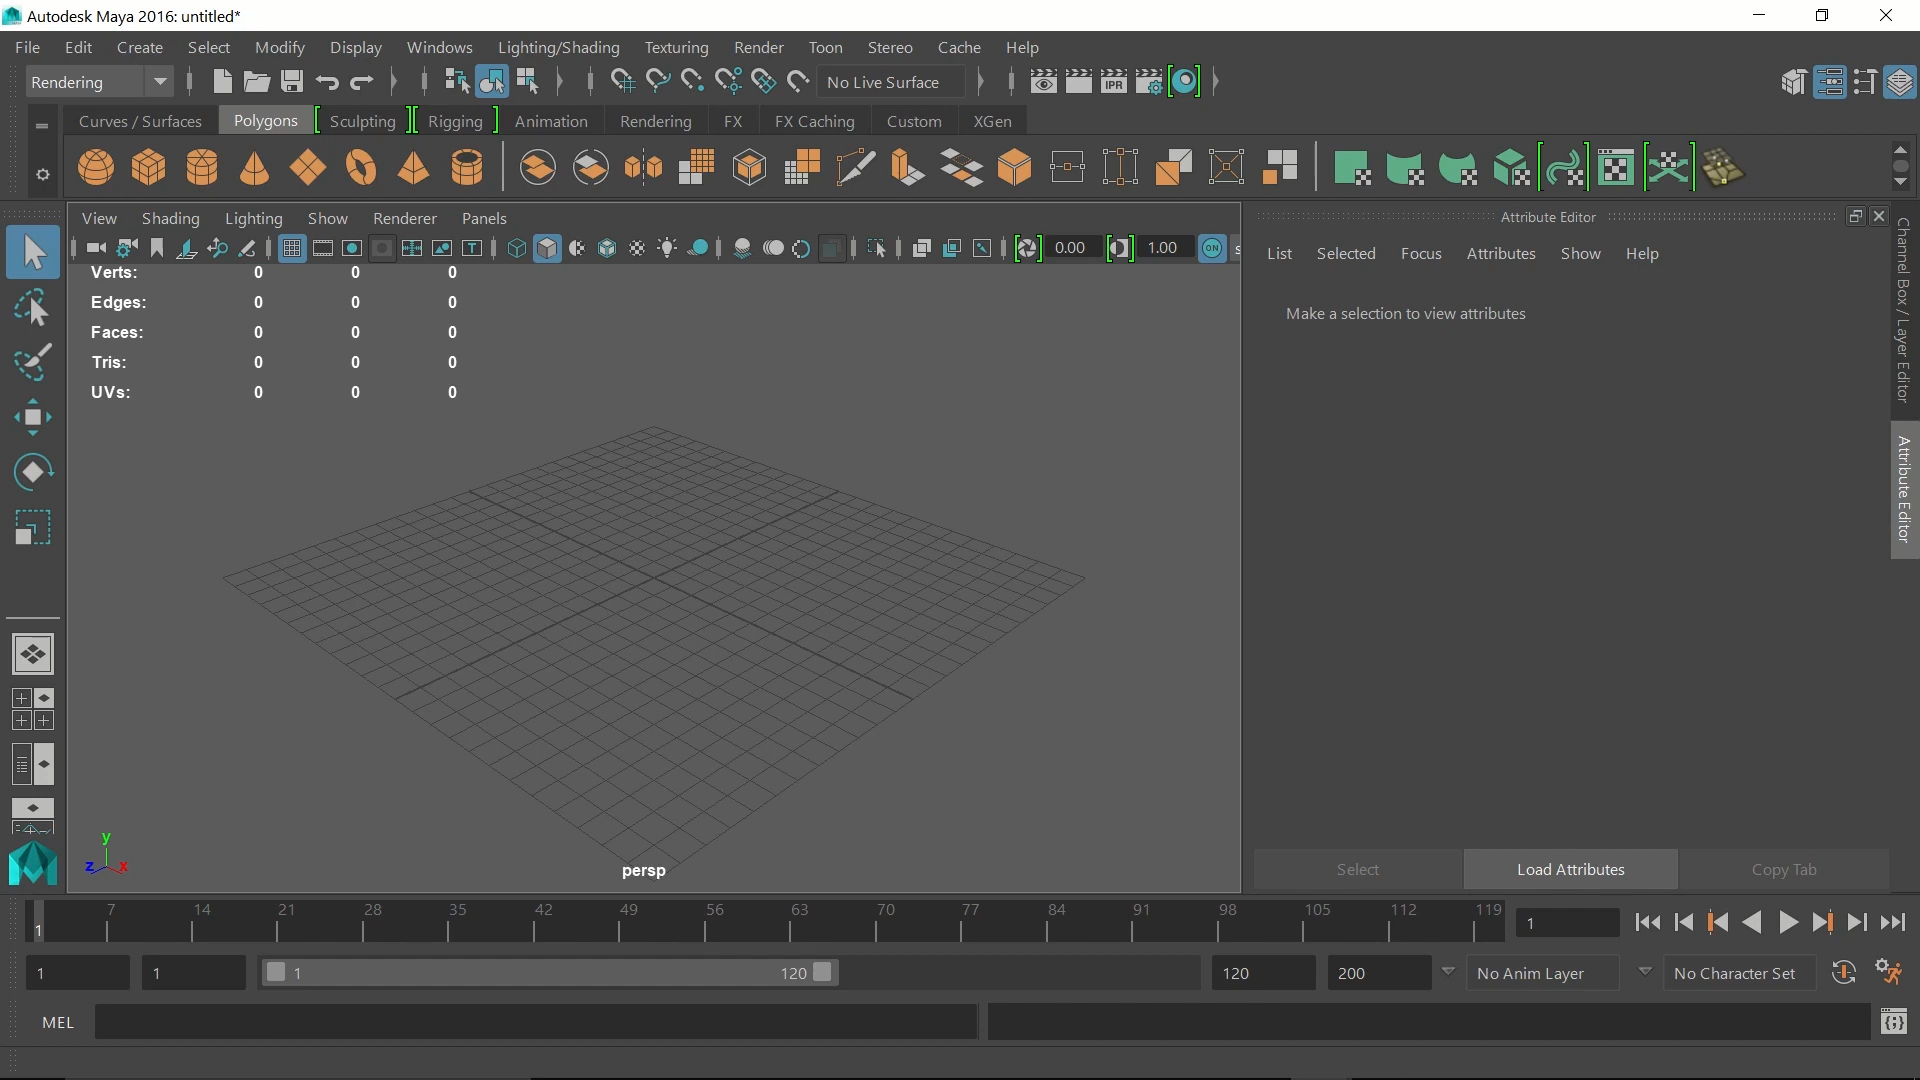 Autodesk Maya 2016: untitled*
File Edit Create Select Modify Display Windows Lighting/Shading Texturing Render Toon Stereo Cache Help
Rendering No Live Surface IPR
Curves / Surfaces Polygons Sculpting Rigging Animation Rendering FX FX Caching Custom XGen
View Shading Lighting Show Renderer Panels
0.00 1.00 ON
Attribute Editor
List Selected Focus Attributes Show Help
Make a selection to view attributes
Channel Box / Layer Editor
Attribute Editor
Verts: 0 0 0
Edges: 0 0 0
Faces: 0 0 0
Tris: 0 0 0
UVs: 0 0 0
y
z x
persp
Select Load Attributes Copy Tab
1 7 14 21 28 35 42 49 56 63 70 77 84 91 98 105 112 119 1
1 1 1 120 120 200 No Anim Layer No Character Set
MEL